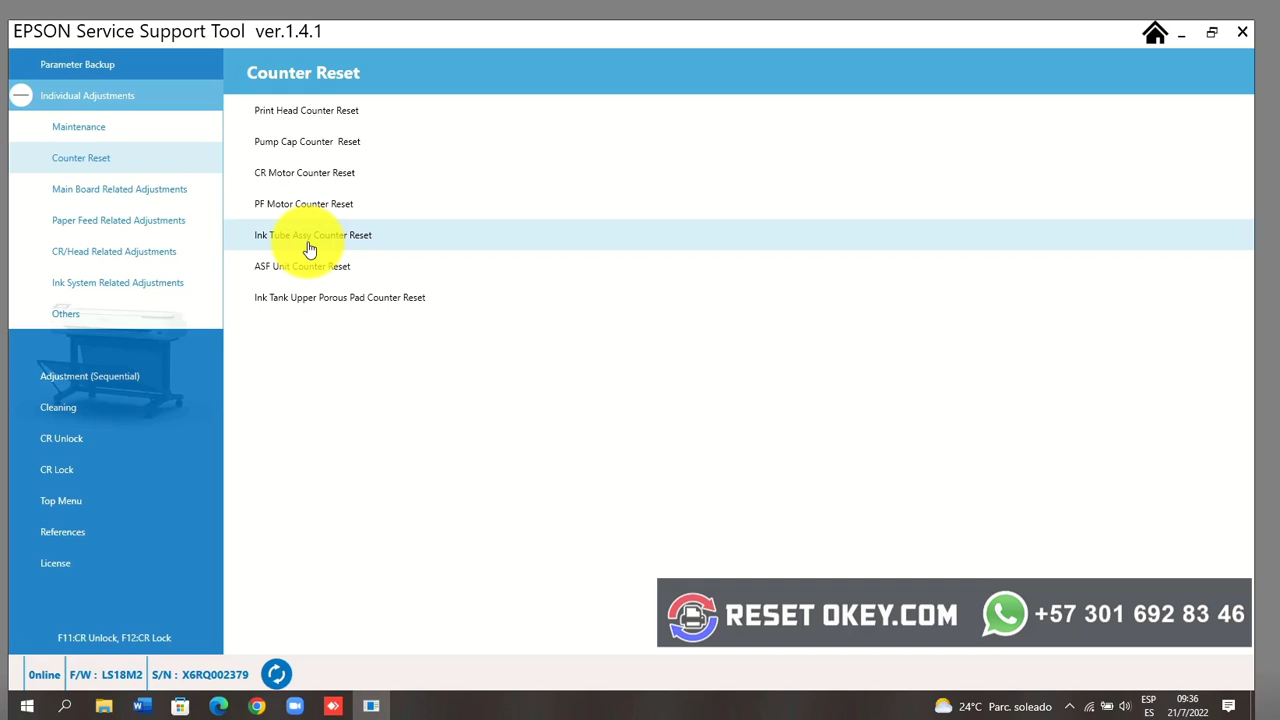 EPSON Service Support Tool ver.1.4.1
Parameter Backup
Individual Adjustments
Maintenance
Counter Reset
Main Board Related Adjustments
Paper Feed Related Adjustments
CR/Head Related Adjustments
Ink System Related Adjustments
Others
Adjustment (Sequential)
Cleaning
CR Unlock
CR Lock
Top Menu
References
License
F11:CR Unlock, F12:CR Lock
Counter Reset
Print Head Counter Reset
Pump Cap Counter Reset
CR Motor Counter Reset
PF Motor Counter Reset
Ink Tube Assy Counter Reset
ASF Unit Counter Reset
Ink Tank Upper Porous Pad Counter Reset
RESET OKEY.COM +57 301 692 83 46
Online F/W : LS18M2 S/N : X6RQ002379
24°C Parc. soleado
ESP
ES
09:36
21/7/2022